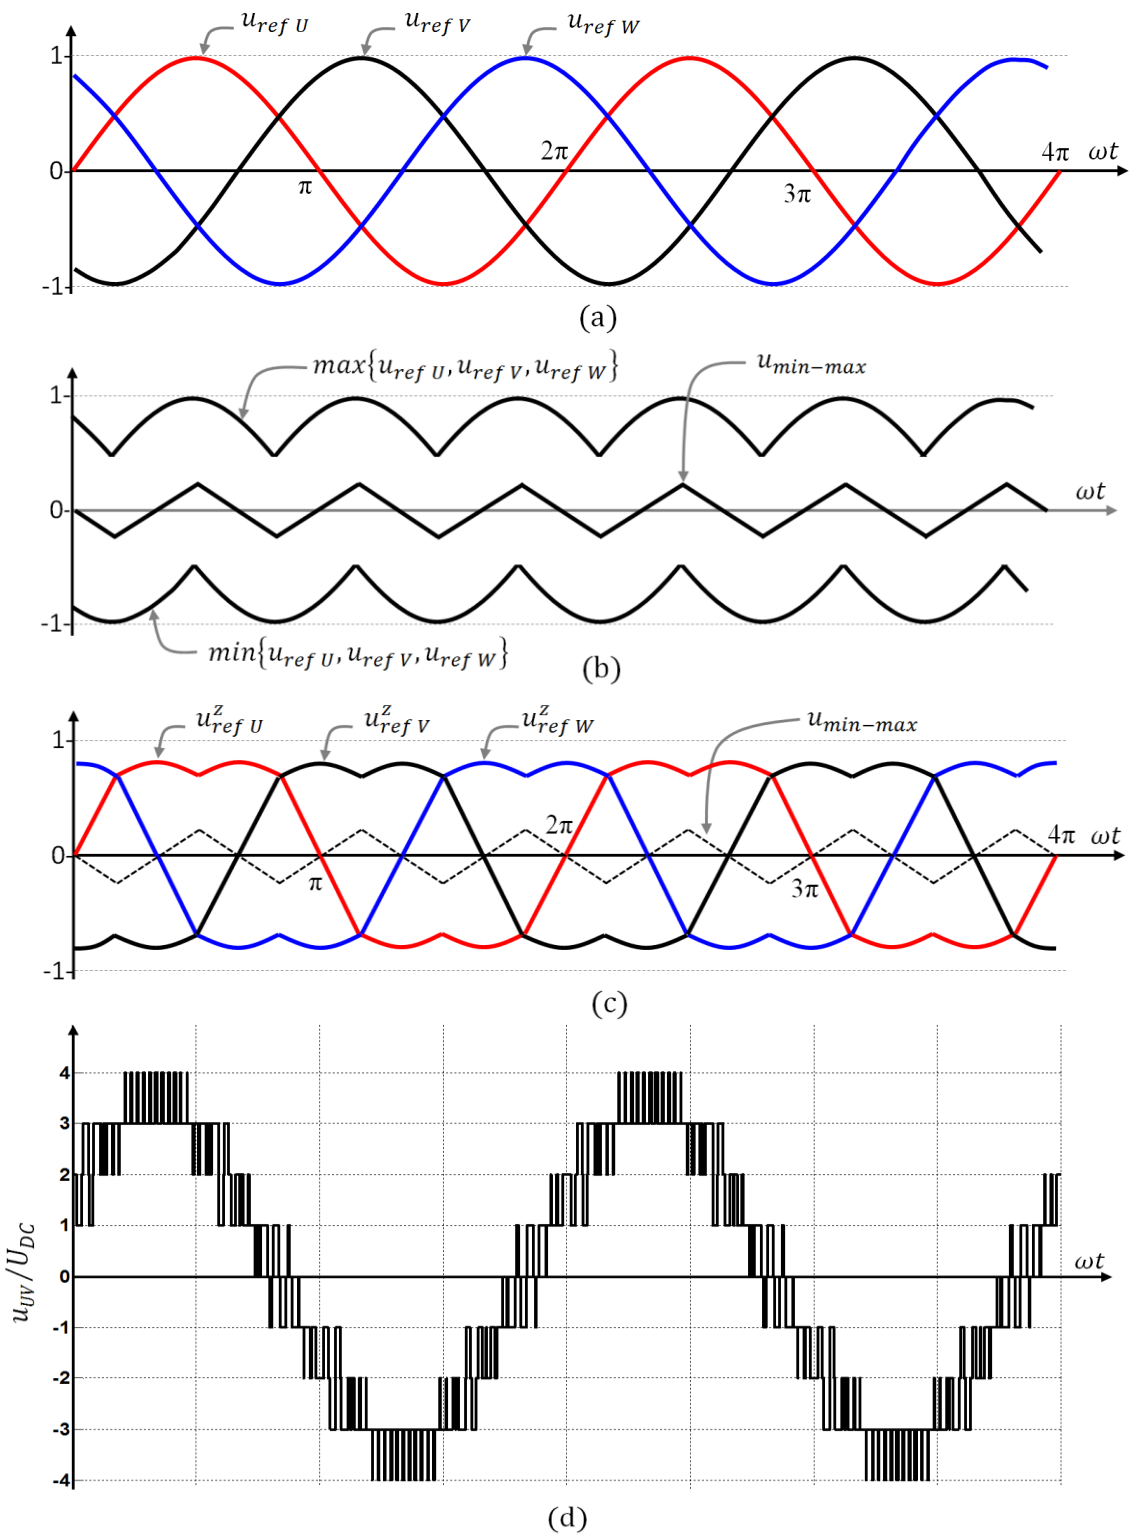 u_ref U u_ref V u_ref W
1
0
-1
π 2π 3π 4π ωt
(a)
max{u_ref U, u_ref V, u_ref W} u_min−max
1
0
-1
ωt
min{u_ref U, u_ref V, u_ref W}
(b)
u^z_ref U u^z_ref V u^z_ref W u_min−max
1
0
-1
π 2π 3π 4π ωt
(c)
4
3
2
1
0
-1
-2
-3
-4
u_UV/U_DC
ωt
(d)